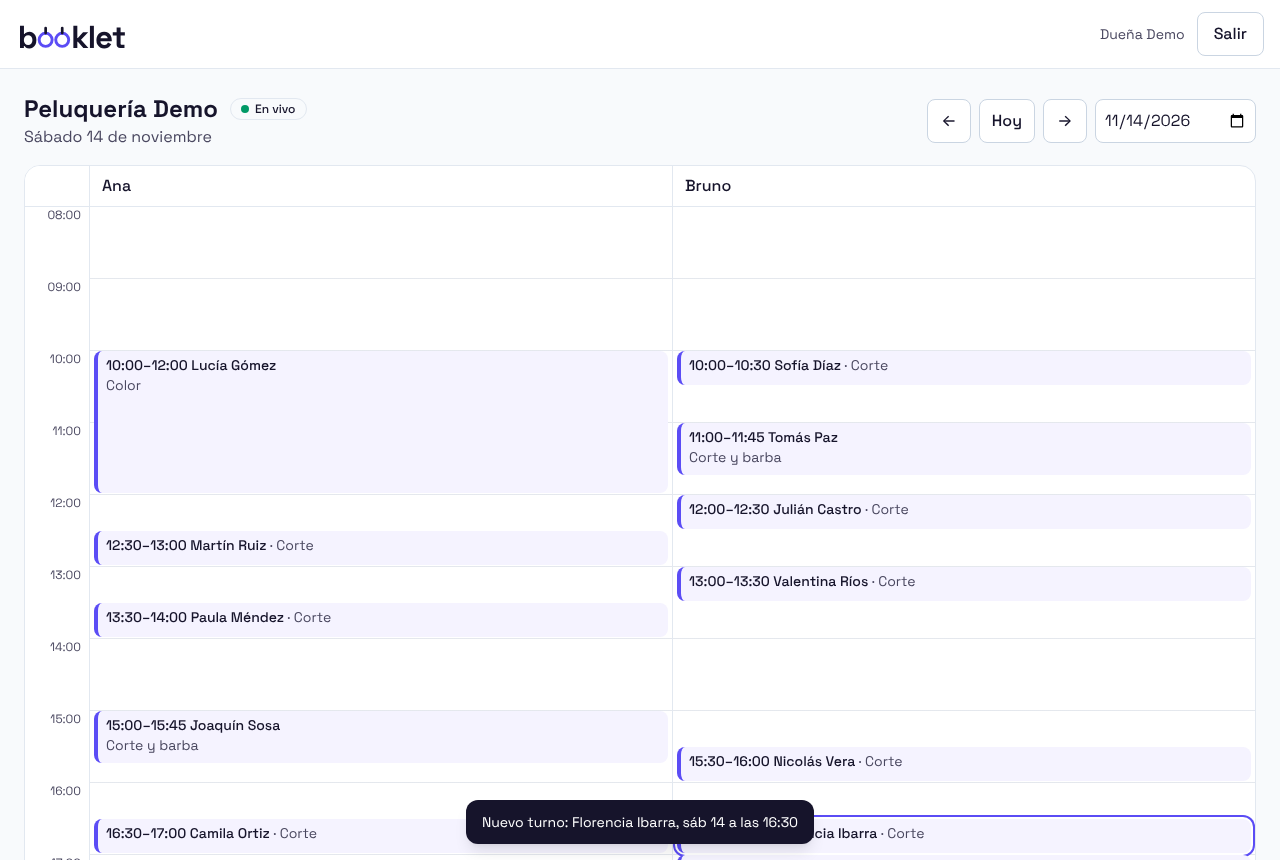 booklet
Dueña Demo
Salir
Peluquería Demo
En vivo
Sábado 14 de noviembre
←
Hoy
→
11/14/2026
Ana
Bruno
08:00
09:00
10:00
10:00–12:00 Lucía Gómez
Color
10:00–10:30 Sofía Díaz · Corte
11:00
11:00–11:45 Tomás Paz
Corte y barba
12:00
12:00–12:30 Julián Castro · Corte
12:30–13:00 Martín Ruiz · Corte
13:00
13:00–13:30 Valentina Ríos · Corte
13:30–14:00 Paula Méndez · Corte
14:00
15:00
15:00–15:45 Joaquín Sosa
Corte y barba
15:30–16:00 Nicolás Vera · Corte
16:00
Nuevo turno: Florencia Ibarra, sáb 14 a las 16:30
16:30–17:00 Camila Ortiz · Corte
Ibarra · Corte